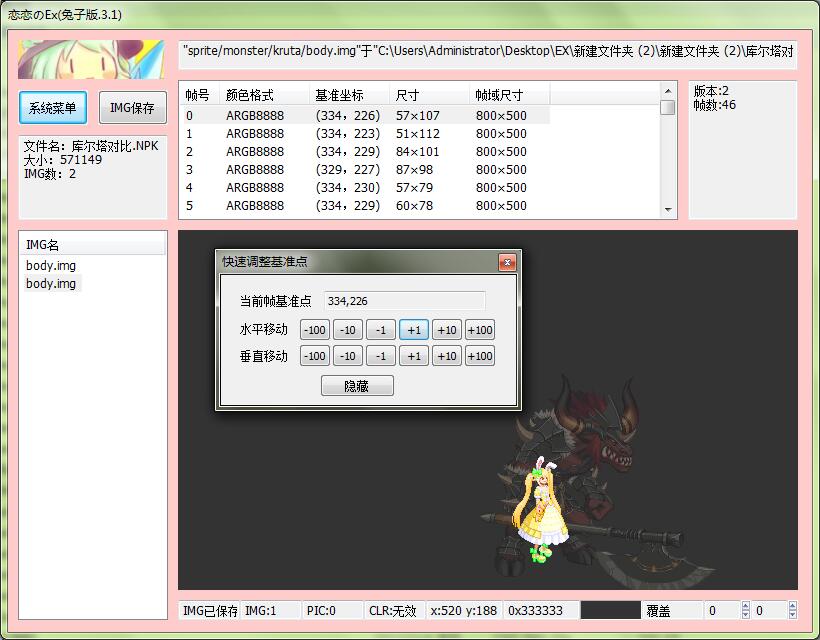 恋恋のEx(兔子版.3.1)
"sprite/monster/kruta/body.img"于"C:\Users\Administrator\Desktop\EX\新建文件夹 (2)\新建文件夹 (2)\库尔塔对
系统菜单 IMG保存
文件名：库尔塔对比.NPK
大小：571149
IMG数：2
帧号 颜色格式 基准坐标 尺寸 帧域尺寸
0 ARGB8888 (334，226) 57×107 800×500
1 ARGB8888 (334，223) 51×112 800×500
2 ARGB8888 (334，229) 84×101 800×500
3 ARGB8888 (329，227) 87×98 800×500
4 ARGB8888 (334，230) 57×79 800×500
5 ARGB8888 (334，229) 60×78 800×500
版本:2
帧数:46
IMG名
body.img
body.img
快速调整基准点
当前帧基准点 334,226
水平移动 -100 -10 -1 +1 +10 +100
垂直移动 -100 -10 -1 +1 +10 +100
隐藏
IMG已保存 IMG:1 PIC:0 CLR:无效 x:520 y:188 0x333333 覆盖 0 0